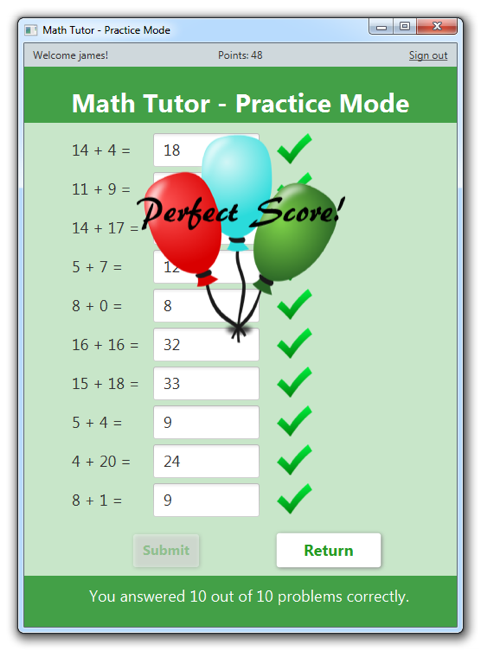 Math Tutor - Practice Mode
Welcome james! Points: 48 Sign out
Math Tutor - Practice Mode
14 + 4 = 18
11 + 9 =
14 + 17 =
Perfect Score!
5 + 7 = 12
8 + 0 = 8
16 + 16 = 32
15 + 18 = 33
5 + 4 = 9
4 + 20 = 24
8 + 1 = 9
Submit Return
You answered 10 out of 10 problems correctly.